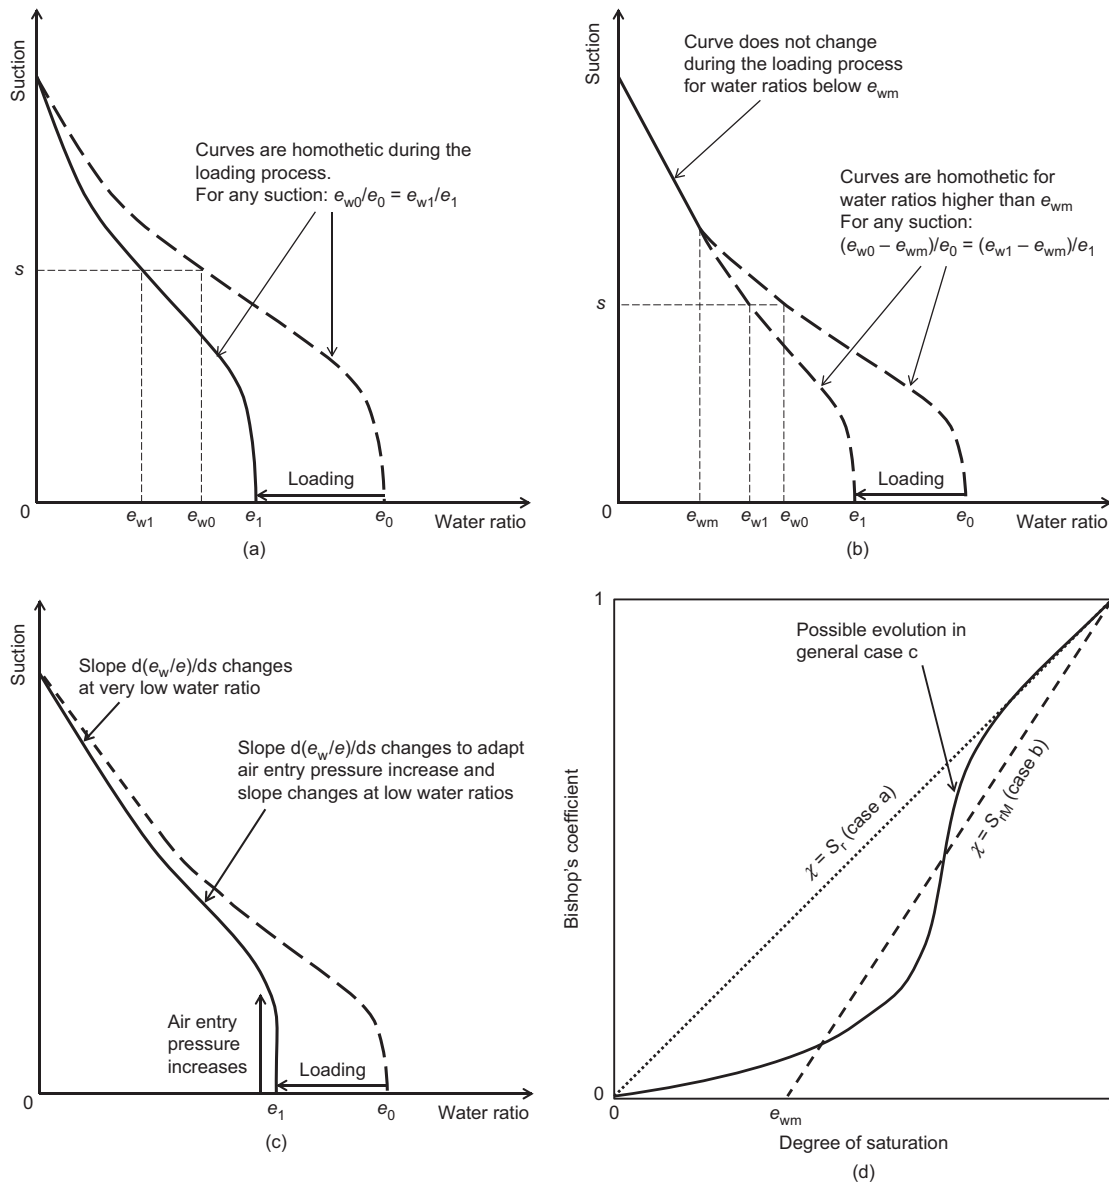 Suction
Curves are homothetic during the
loading process.
For any suction: e_w0/e_0 = e_w1/e_1
s
Loading
0
e_w1
e_w0
e_1
e_0
Water ratio
(a)
Suction
Curve does not change
during the loading process
for water ratios below e_wm
Curves are homothetic for
water ratios higher than e_wm
For any suction:
(e_w0 – e_wm)/e_0 = (e_w1 – e_wm)/e_1
s
Loading
0
e_wm
e_w1
e_w0
e_1
e_0
Water ratio
(b)
Suction
Slope d(e_w/e)/ds changes
at very low water ratio
Slope d(e_w/e)/ds changes to adapt
air entry pressure increase and
slope changes at low water ratios
Air entry
pressure
increases
Loading
0
e_1
e_0
Water ratio
(c)
1
Possible evolution in
general case c
χ = S_r (case a)
χ = S_rM (case b)
Bishop's coefficient
0
0
e_wm
Degree of saturation
(d)